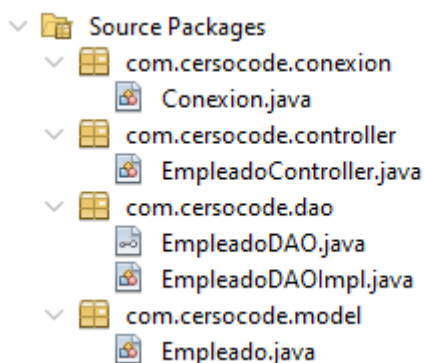 Source Packages
com.cersocode.conexion
Conexion.java
com.cersocode.controller
EmpleadoController.java
com.cersocode.dao
EmpleadoDAO.java
EmpleadoDAOImpl.java
com.cersocode.model
Empleado.java